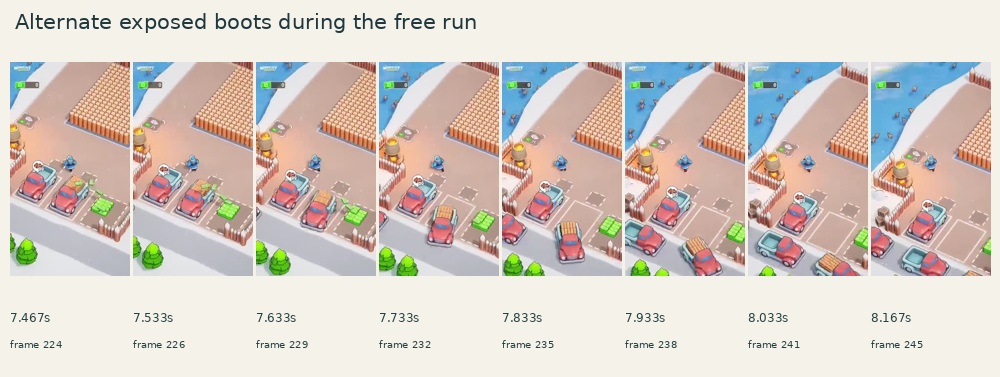 Alternate exposed boots during the free run
7.467s 7.533s 7.633s 7.733s 7.833s 7.933s 8.033s 8.167s
frame 224 frame 226 frame 229 frame 232 frame 235 frame 238 frame 241 frame 245